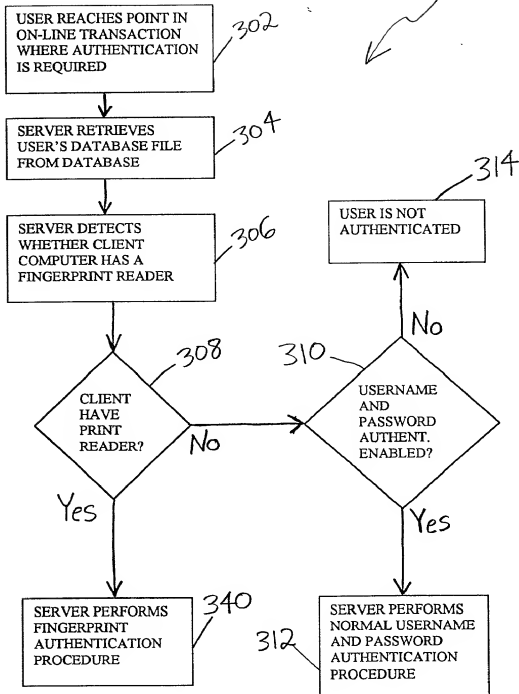 USER REACHES POINT IN
ON-LINE TRANSACTION
WHERE AUTHENTICATION
IS REQUIRED
302
SERVER RETRIEVES
USER'S DATABASE FILE
FROM DATABASE
304
SERVER DETECTS
WHETHER CLIENT
COMPUTER HAS A
FINGERPRINT READER
306
314
USER IS NOT
AUTHENTICATED
No
308
CLIENT
HAVE
PRINT
READER?
No
310
USERNAME
AND
PASSWORD
AUTHENT.
ENABLED?
Yes
Yes
SERVER PERFORMS
FINGERPRINT
AUTHENTICATION
PROCEDURE
340
312
SERVER PERFORMS
NORMAL USERNAME
AND PASSWORD
AUTHENTICATION
PROCEDURE